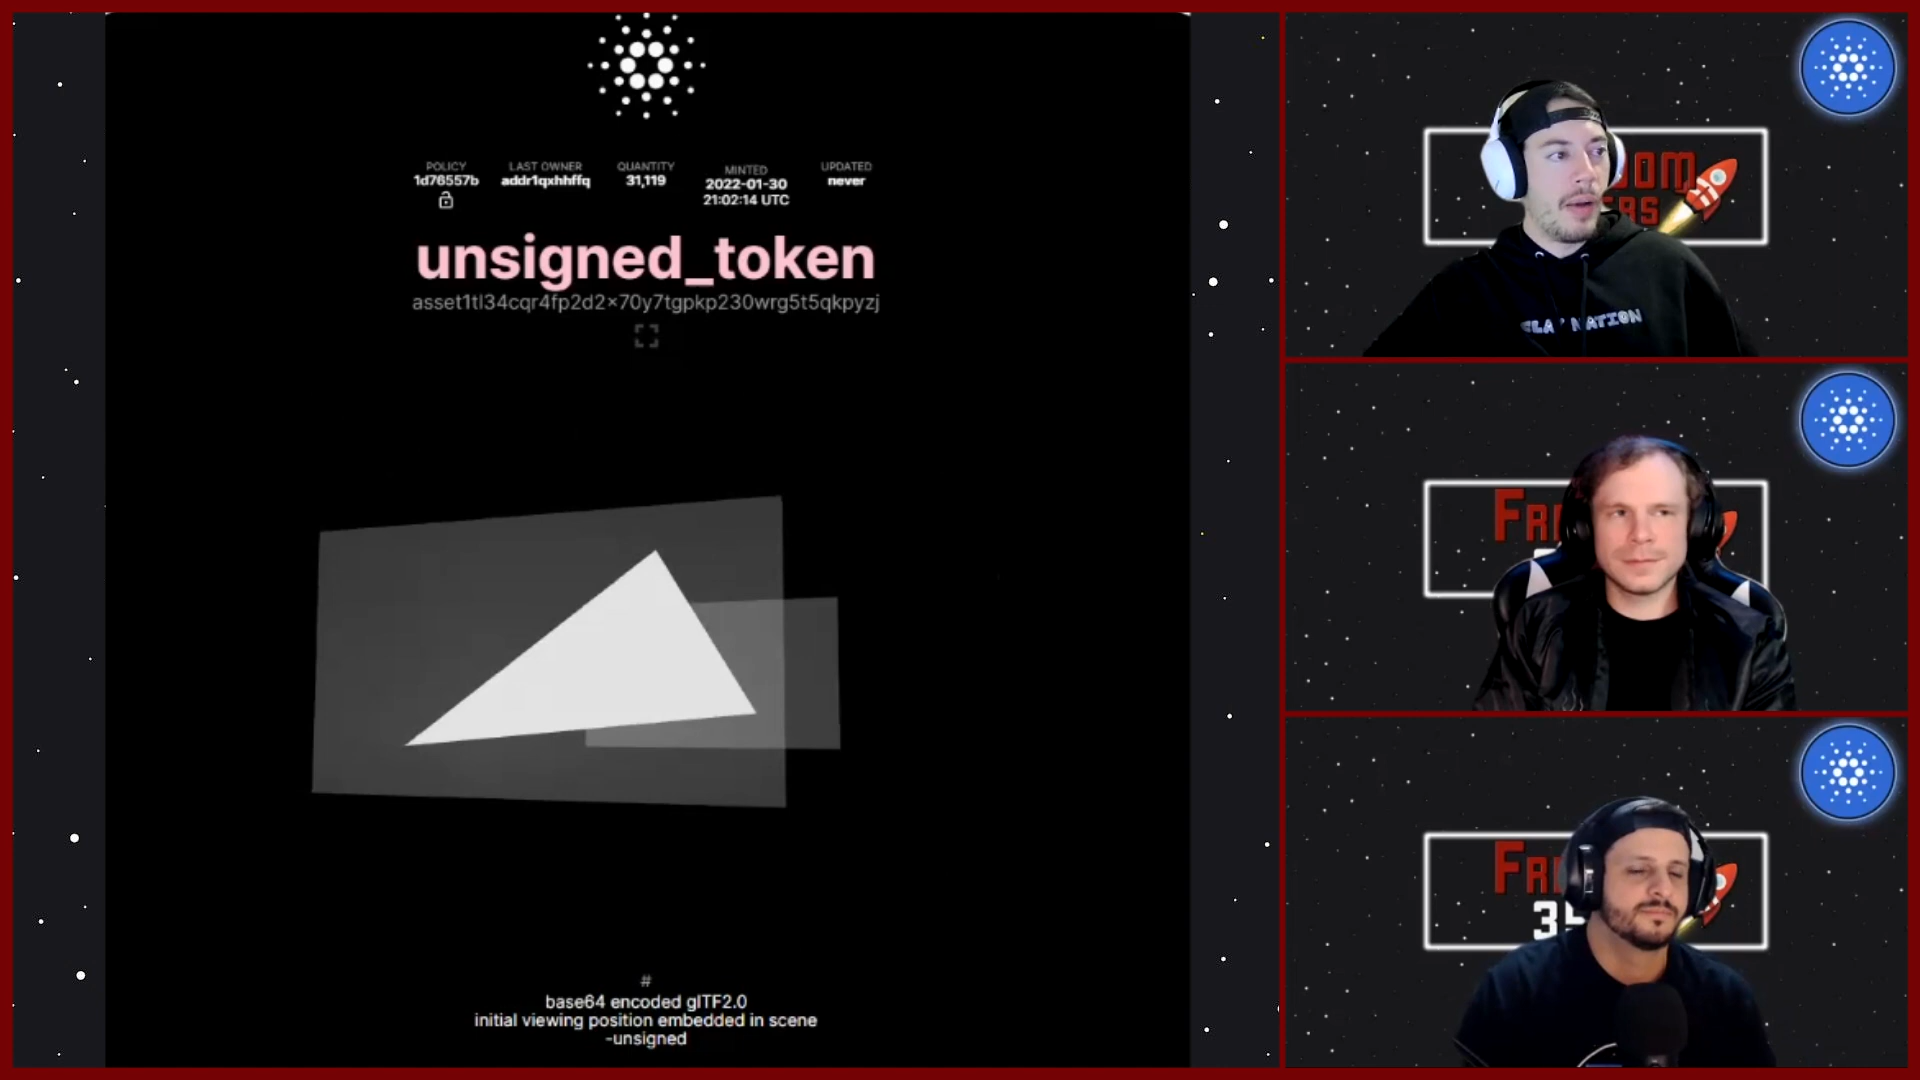 POLICY
1d76557b
LAST OWNER
addr1qxhhffq
QUANTITY
31,119
MINTED
2022-01-30
21:02:14 UTC
UPDATED
never
unsigned_token
asset1tl34cqr4fp2d2x70y7tgpkp230wrg5t5qkpyzj
#
base64 encoded glTF2.0
initial viewing position embedded in scene
-unsigned
NATION